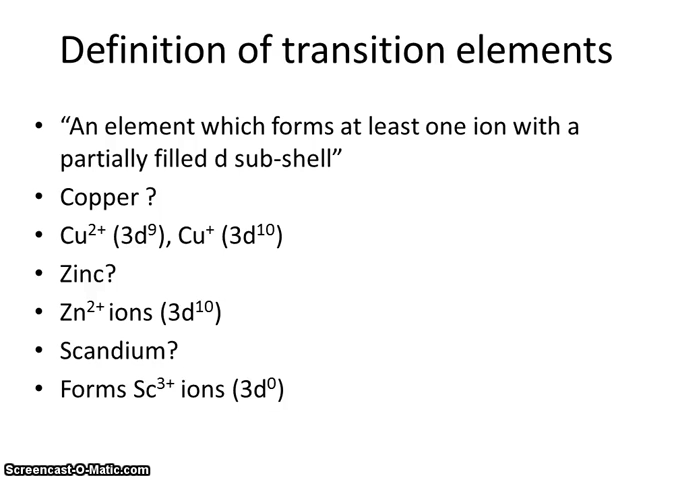 Definition of transition elements
• “An element which forms at least one ion with a
partially filled d sub-shell”
• Copper ?
• Cu²⁺ (3d⁹), Cu⁺ (3d¹⁰)
• Zinc?
• Zn²⁺ ions (3d¹⁰)
• Scandium?
• Forms Sc³⁺ ions (3d⁰)
Screencast-O-Matic.com